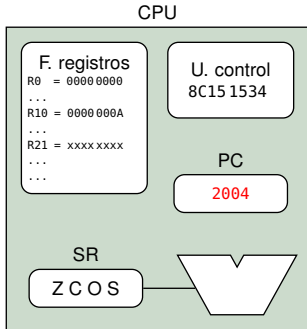 CPU
F. registros
R0 = 0000 0000
...
R10 = 0000 000A
...
R21 = xxxx xxxx
...
...
U. control
8C15 1534
PC
2004
SR
Z C O S